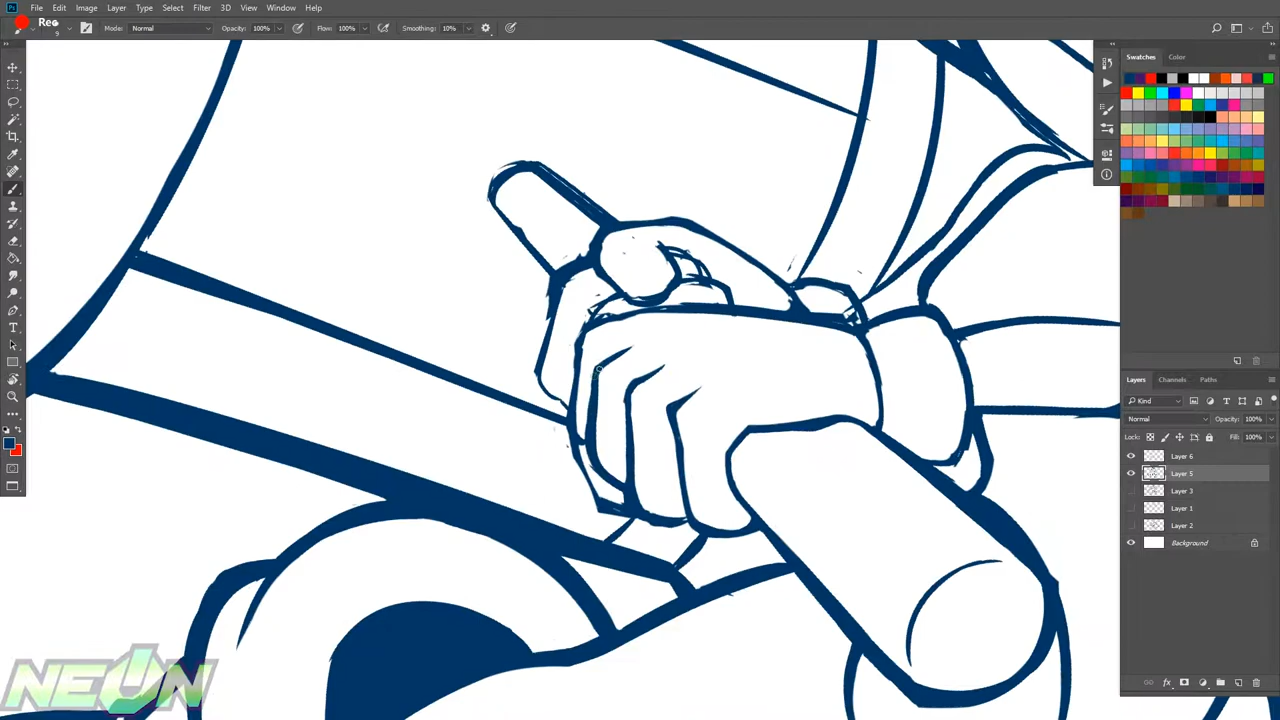 File Edit Image Layer Type Select Filter 3D View Window Help
Rec
9 Mode: Normal Opacity: 100% Flow: 100% Smoothing: 10%
Swatches Color
Layers Channels Paths
Kind
Normal Opacity: 100%
Lock: Fill: 100%
Layer 6
Layer 5
Layer 3
Layer 1
Layer 2
Background
NEON